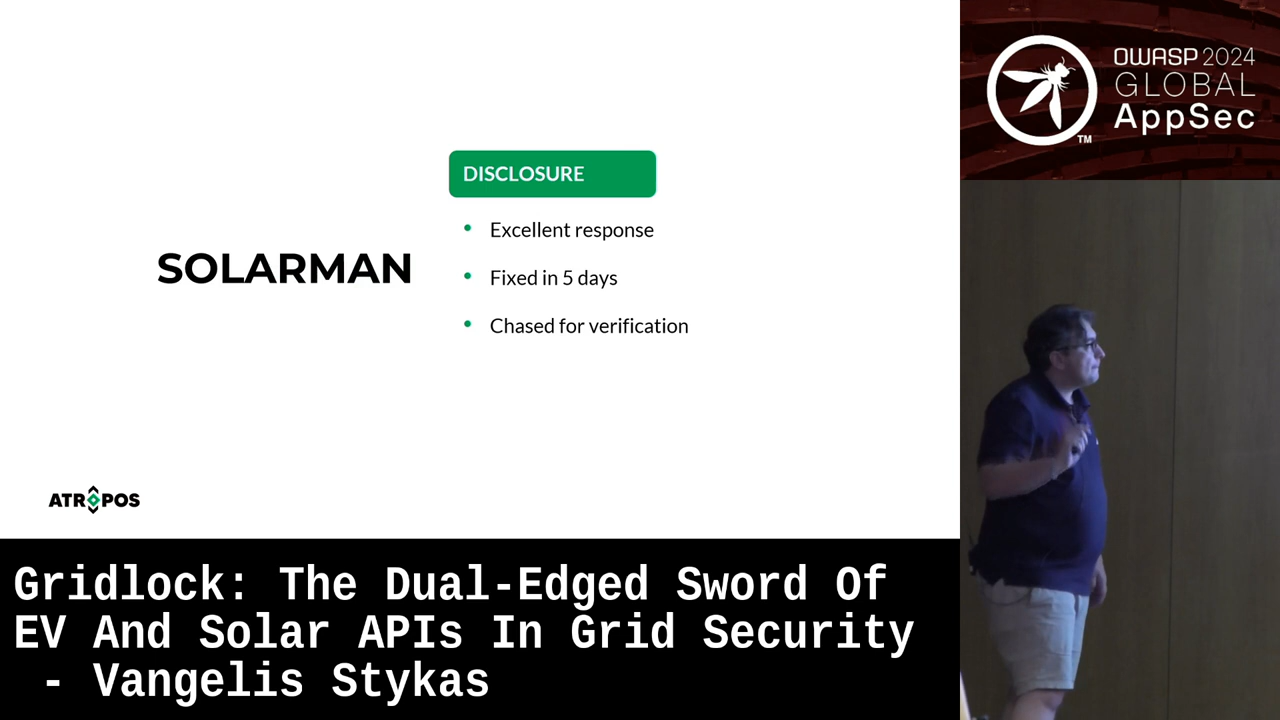 DISCLOSURE
Excellent response
SOLARMAN
Fixed in 5 days
Chased for verification
ATROPOS
OWASP 2024
GLOBAL
AppSec
TM
Gridlock: The Dual-Edged Sword Of
EV And Solar APIs In Grid Security
- Vangelis Stykas